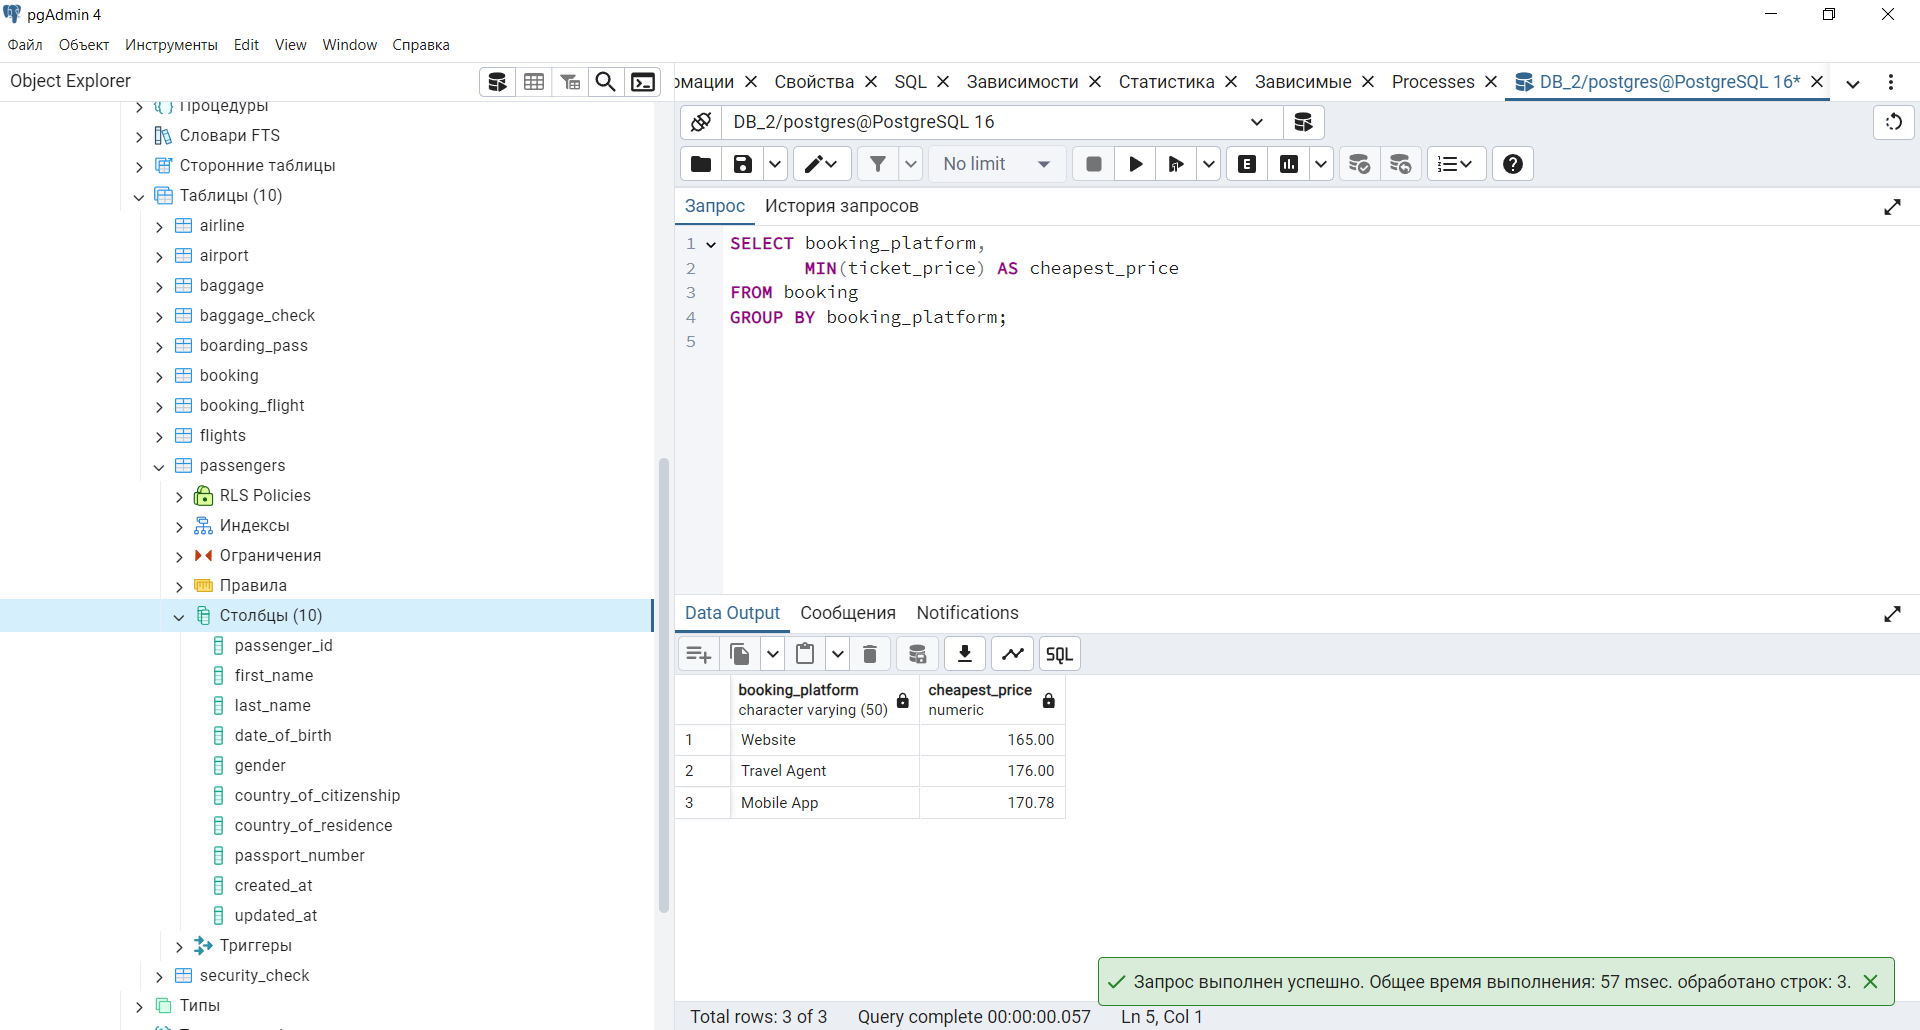 pgAdmin 4
Файл Объект Инструменты Edit View Window Справка
Object Explorer
рмации Свойства SQL Зависимости Статистика Зависимые Processes DB_2/postgres@PostgreSQL 16*
DB_2/postgres@PostgreSQL 16
No limit
E
Запрос История запросов
1 SELECT booking_platform,
2 MIN(ticket_price) AS cheapest_price
3 FROM booking
4 GROUP BY booking_platform;
5
Процедуры
Словари FTS
Сторонние таблицы
Таблицы (10)
airline
airport
baggage
baggage_check
boarding_pass
booking
booking_flight
flights
passengers
RLS Policies
Индексы
Ограничения
Правила
Столбцы (10)
passenger_id
first_name
last_name
date_of_birth
gender
country_of_citizenship
country_of_residence
passport_number
created_at
updated_at
Триггеры
security_check
Типы
Data Output Сообщения Notifications
SQL
booking_platform cheapest_price
character varying (50) numeric
1 Website 165.00
2 Travel Agent 176.00
3 Mobile App 170.78
Запрос выполнен успешно. Общее время выполнения: 57 msec. обработано строк: 3.
Total rows: 3 of 3 Query complete 00:00:00.057 Ln 5, Col 1